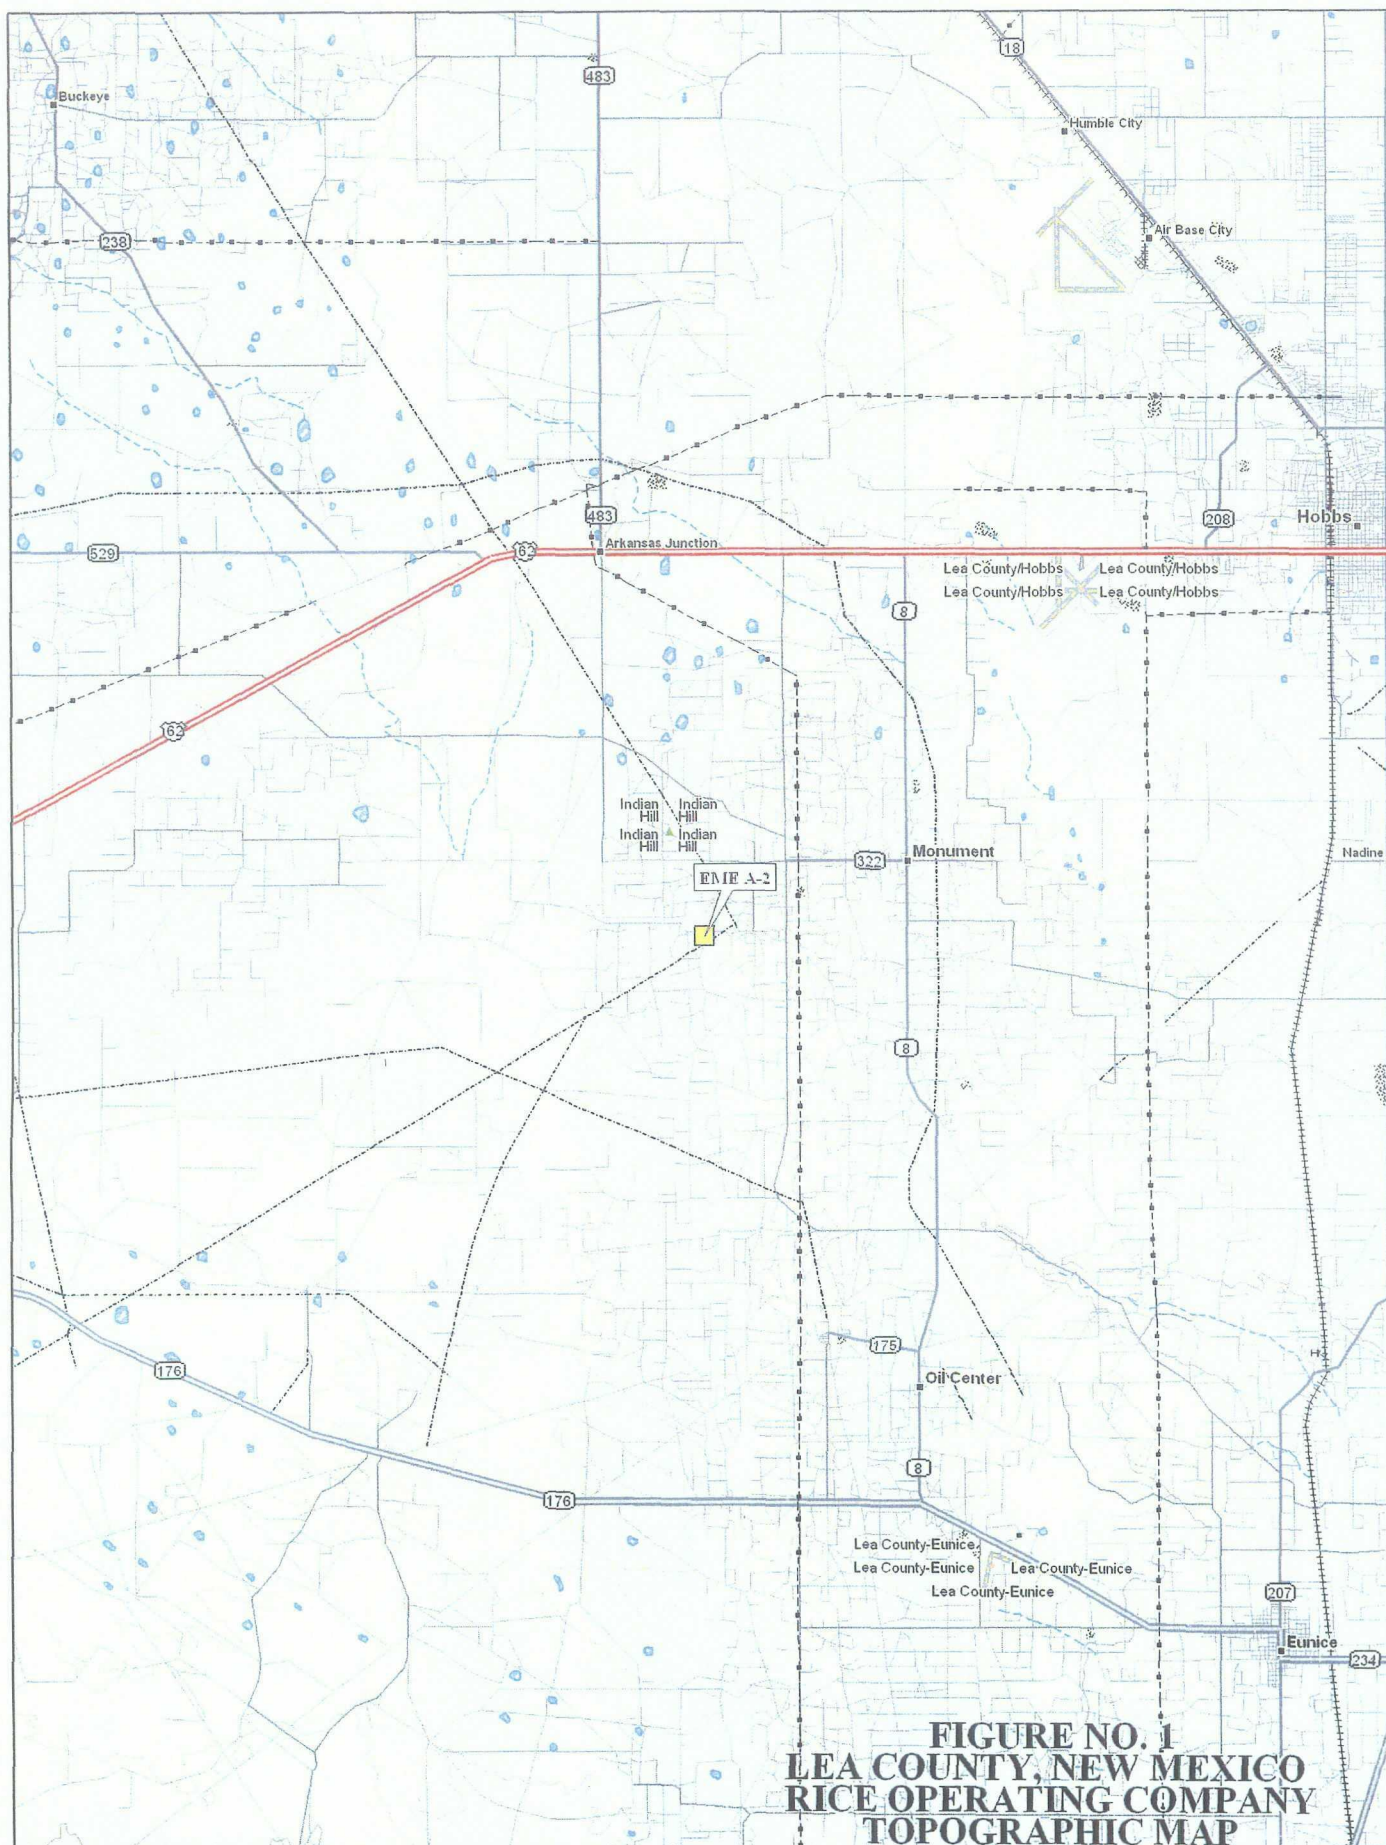 18
483
Buckeye
Humble City
Air Base City
238
483
208
Hobbs
529
62
Arkansas Junction
Lea County/Hobbs
Lea County/Hobbs
Lea County/Hobbs
Lea County/Hobbs
8
62
Indian Hill
Indian Hill
Indian Hill
Indian Hill
322
Monument
Nadine
EME A-2
8
175
176
Oil Center
8
176
Lea County-Eunice
Lea County-Eunice
Lea County-Eunice
Lea County-Eunice
207
Eunice
234
FIGURE NO. 1
LEA COUNTY, NEW MEXICO
RICE OPERATING COMPANY
TOPOGRAPHIC MAP